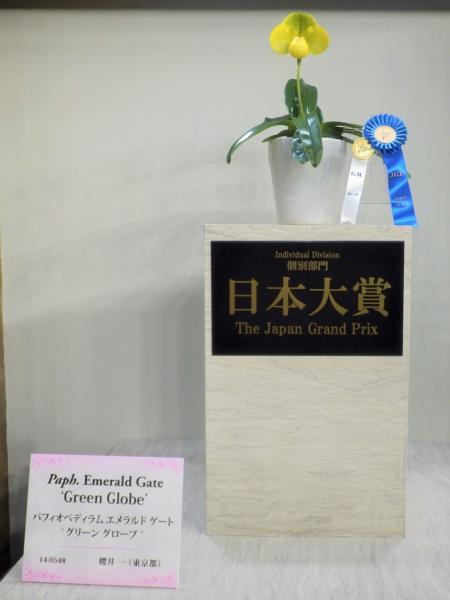 G.M.
J.G.P.
J.G.P.
Individual Division
個別部門
日本大賞
The Japan Grand Prix
Paph. Emerald Gate
'Green Globe'
パフィオペディラム エメラルド ゲート
' グリーン グローブ '
14-0548 櫻井 一 (東京都)